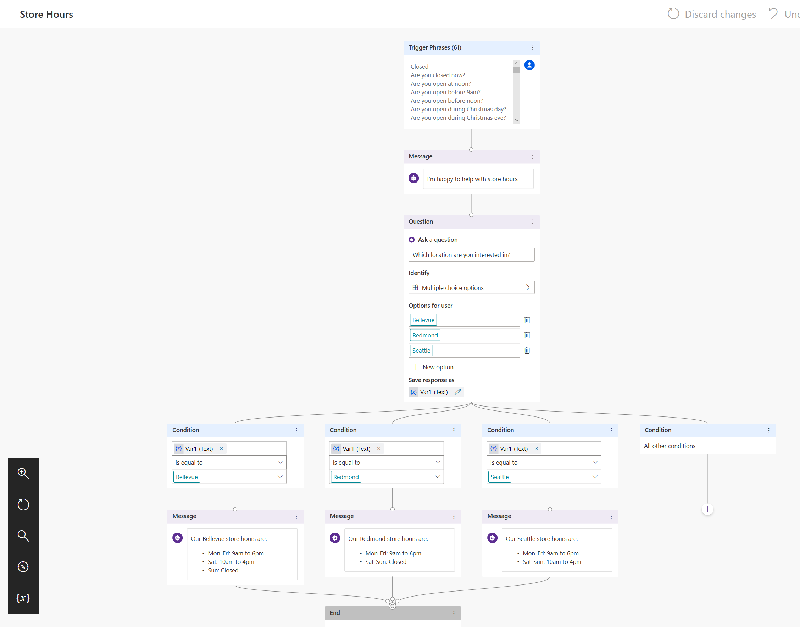 Store Hours
Discard changes
Und
Trigger Phrases (61)
Closed
Are you closed now?
Are you open at noon?
Are you open before 9am?
Are you open before noon?
Are you open during Christmas day?
Are you open during Christmas eve?
Message
I'm happy to help with store hours
Question
Ask a question
Which location are you interested in?
Identify
Multiple choice options
Options for user
Bellevue
Redmond
Seattle
New option
Save response as
{x} Var1 (text)
Condition
{x} Var1 (text) ×
is equal to
Bellevue
Message
Our Bellevue store hours are:
• Mon-Fri: 9am to 6pm
• Sat: 10am to 4pm
• Sun: Closed
Condition
{x} Var1 (text) ×
is equal to
Redmond
Message
Our Redmond store hours are:
• Mon-Fri: 9am to 6pm
• Sat-Sun: Closed
Condition
{x} Var1 (text) ×
is equal to
Seattle
Message
Our Seattle store hours are:
• Mon-Fri: 9am to 6pm
• Sat-Sun: 10am to 4pm
Condition
All other conditions
{x}
End